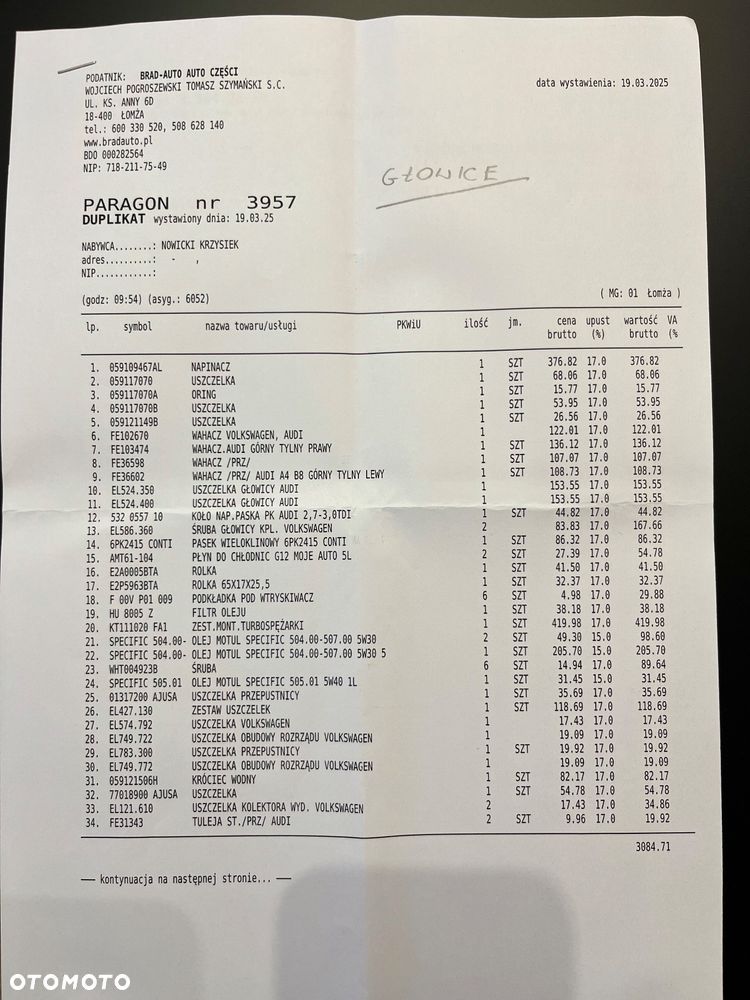 PODATNIK: BRAD-AUTO AUTO CZĘŚCI
WOJCIECH POGROSZEWSKI TOMASZ SZYMAŃSKI S.C.
UL. KS. ANNY 6D
18-400 ŁOMŻA
tel.: 600 330 520, 508 628 140
www.bradauto.pl
BDO 000282564
NIP: 718-211-75-49
data wystawienia: 19.03.2025
GŁOWICE
PARAGON nr 3957
DUPLIKAT wystawiony dnia: 19.03.25
NABYWCA........: NOWICKI KRZYSIEK
adres..........: - ,
NIP............:
(godz: 09:54) (asyg.: 6052)
( MG: 01 Łomża )
lp. symbol nazwa towaru/usługi PKWiU ilość jm. cena brutto upust (%) wartość brutto VA (%
1. 059109467AL NAPINACZ 1 SZT 376.82 17.0 376.82
2. 059117070 USZCZELKA 1 SZT 68.06 17.0 68.06
3. 059117070A ORING 1 SZT 15.77 17.0 15.77
4. 059117070B USZCZELKA 1 SZT 53.95 17.0 53.95
5. 059121149B USZCZELKA 1 SZT 26.56 17.0 26.56
6. FE102670 WAHACZ VOLKSWAGEN, AUDI 1 122.01 17.0 122.01
7. FE103474 WAHACZ.AUDI GÓRNY TYLNY PRAWY 1 SZT 136.12 17.0 136.12
8. FE36598 WAHACZ /PRZ/ 1 SZT 107.07 17.0 107.07
9. FE36602 WAHACZ /PRZ/ AUDI A4 B8 GÓRNY TYLNY LEWY 1 SZT 108.73 17.0 108.73
10. EL524.350 USZCZELKA GŁOWICY AUDI 1 153.55 17.0 153.55
11. EL524.400 USZCZELKA GŁOWICY AUDI 1 153.55 17.0 153.55
12. 532 0557 10 KOŁO NAP.PASKA PK AUDI 2,7-3,0TDI 1 SZT 44.82 17.0 44.82
13. EL586.360 ŚRUBA GŁOWICY KPL. VOLKSWAGEN 2 83.83 17.0 167.66
14. 6PK2415 CONTI PASEK WIELOKLINOWY 6PK2415 CONTI 1 SZT 86.32 17.0 86.32
15. AMT61-104 PŁYN DO CHŁODNIC G12 MOJE AUTO 5L 2 SZT 27.39 17.0 54.78
16. E2A0005BTA ROLKA 1 SZT 41.50 17.0 41.50
17. E2P5963BTA ROLKA 65X17X25,5 1 SZT 32.37 17.0 32.37
18. F 00V P01 009 PODKŁADKA POD WTRYSKIWACZ 6 SZT 4.98 17.0 29.88
19. HU 8005 Z FILTR OLEJU 1 SZT 38.18 17.0 38.18
20. KT111020 FA1 ZEST.MONT.TURBOSPĘŻARKI 1 SZT 419.98 17.0 419.98
21. SPECIFIC 504.00- OLEJ MOTUL SPECIFIC 504.00-507.00 5W30 2 SZT 49.30 15.0 98.60
22. SPECIFIC 504.00- OLEJ MOTUL SPECIFIC 504.00-507.00 5W30 5 1 SZT 205.70 15.0 205.70
23. WHT004923B ŚRUBA 6 SZT 14.94 17.0 89.64
24. SPECIFIC 505.01 OLEJ MOTUL SPECIFIC 505.01 5W40 1L 1 SZT 31.45 15.0 31.45
25. 01317200 AJUSA USZCZELKA PRZEPUSTNICY 1 SZT 35.69 17.0 35.69
26. EL427.130 ZESTAW USZCZELEK 1 SZT 118.69 17.0 118.69
27. EL574.792 USZCZELKA VOLKSWAGEN 1 17.43 17.0 17.43
28. EL749.722 USZCZELKA OBUDOWY ROZRZĄDU VOLKSWAGEN 1 19.09 17.0 19.09
29. EL783.300 USZCZELKA PRZEPUSTNICY 1 SZT 19.92 17.0 19.92
30. EL749.772 USZCZELKA OBUDOWY ROZRZĄDU VOLKSWAGEN 1 19.09 17.0 19.09
31. 059121506H KRÓCIEC WODNY 1 SZT 82.17 17.0 82.17
32. 77018900 AJUSA USZCZELKA 1 SZT 54.78 17.0 54.78
33. EL121.610 USZCZELKA KOLEKTORA WYD. VOLKSWAGEN 2 17.43 17.0 34.86
34. FE31343 TULEJA ST./PRZ/ AUDI 2 SZT 9.96 17.0 19.92
3084.71
—— kontynuacja na następnej stronie... ——
OTOMOTO